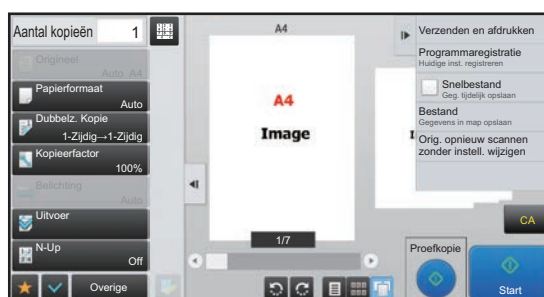 Aantal kopieën 1
Origineel
Auto A4
Papierformaat
Auto
Dubbelz. Kopie
1-Zijdig→1-Zijdig
Kopieerfactor
100%
Belichting
Auto
Uitvoer
N-Up
Off
Overige
A4
A4
Image
1/7
I
Verzenden en afdrukken
Programmaregistratie
Huidige inst. registreren
Snelbestand
Geg. tijdelijk opslaan
Bestand
Gegevens in map opslaan
Orig. opnieuw scannen
zonder instell. wijzigen
CA
Proefkopie
Start